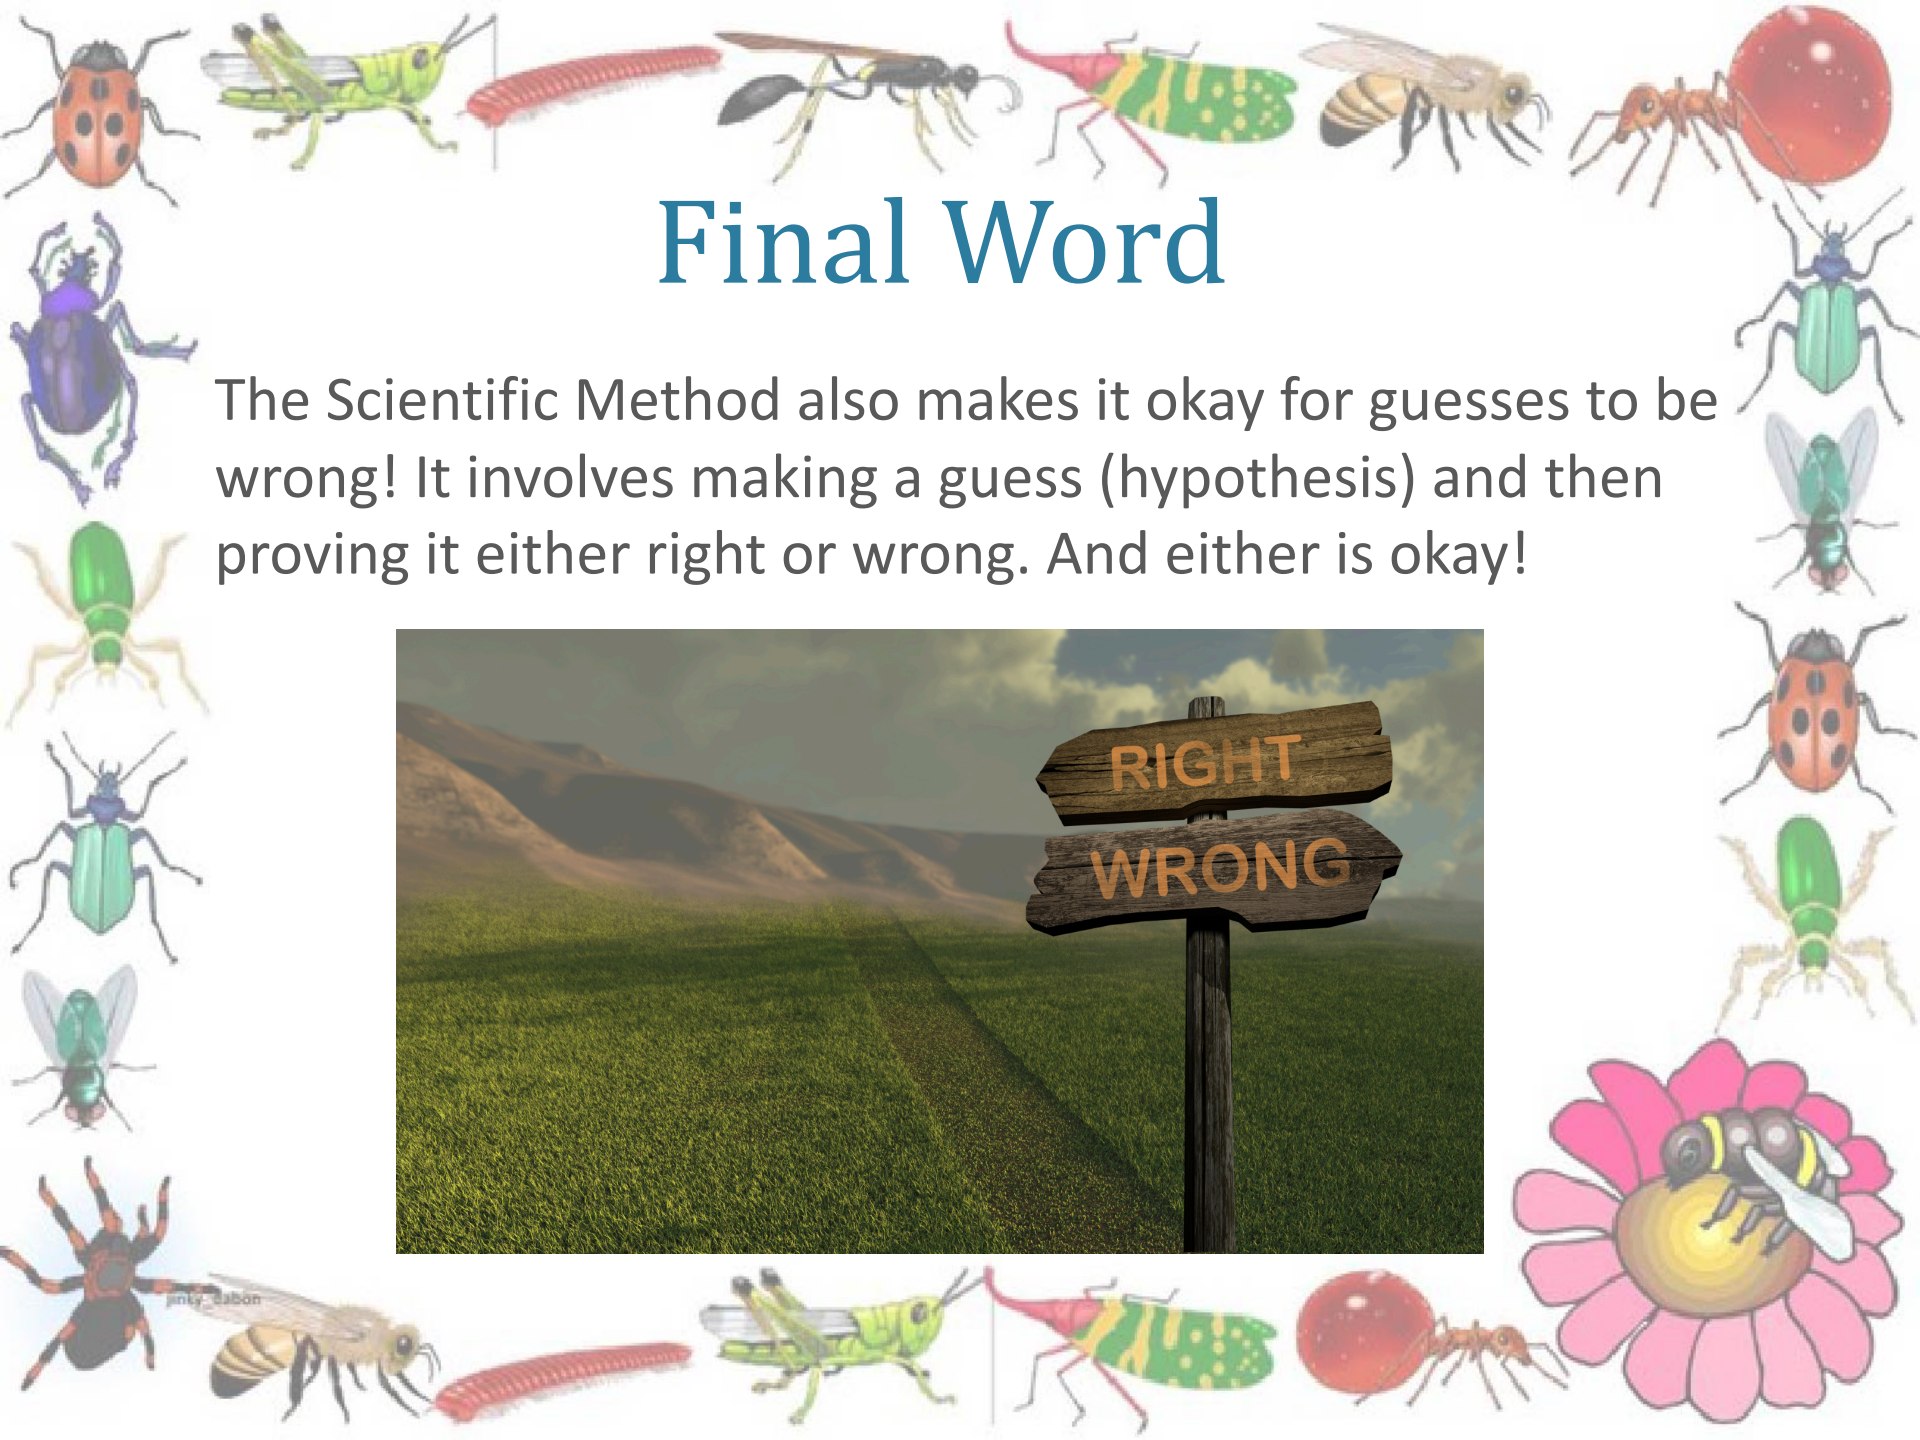 Final Word
The Scientific Method also makes it okay for guesses to be
wrong! It involves making a guess (hypothesis) and then
proving it either right or wrong. And either is okay!
RIGHT
WRONG